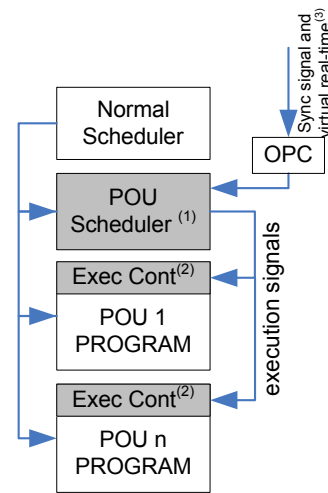 Sync signal and
virtual real-time(3)
Normal
Scheduler
OPC
POU
Scheduler (1)
Exec Cont(2)
POU 1
PROGRAM
execution signals
Exec Cont(2)
POU n
PROGRAM